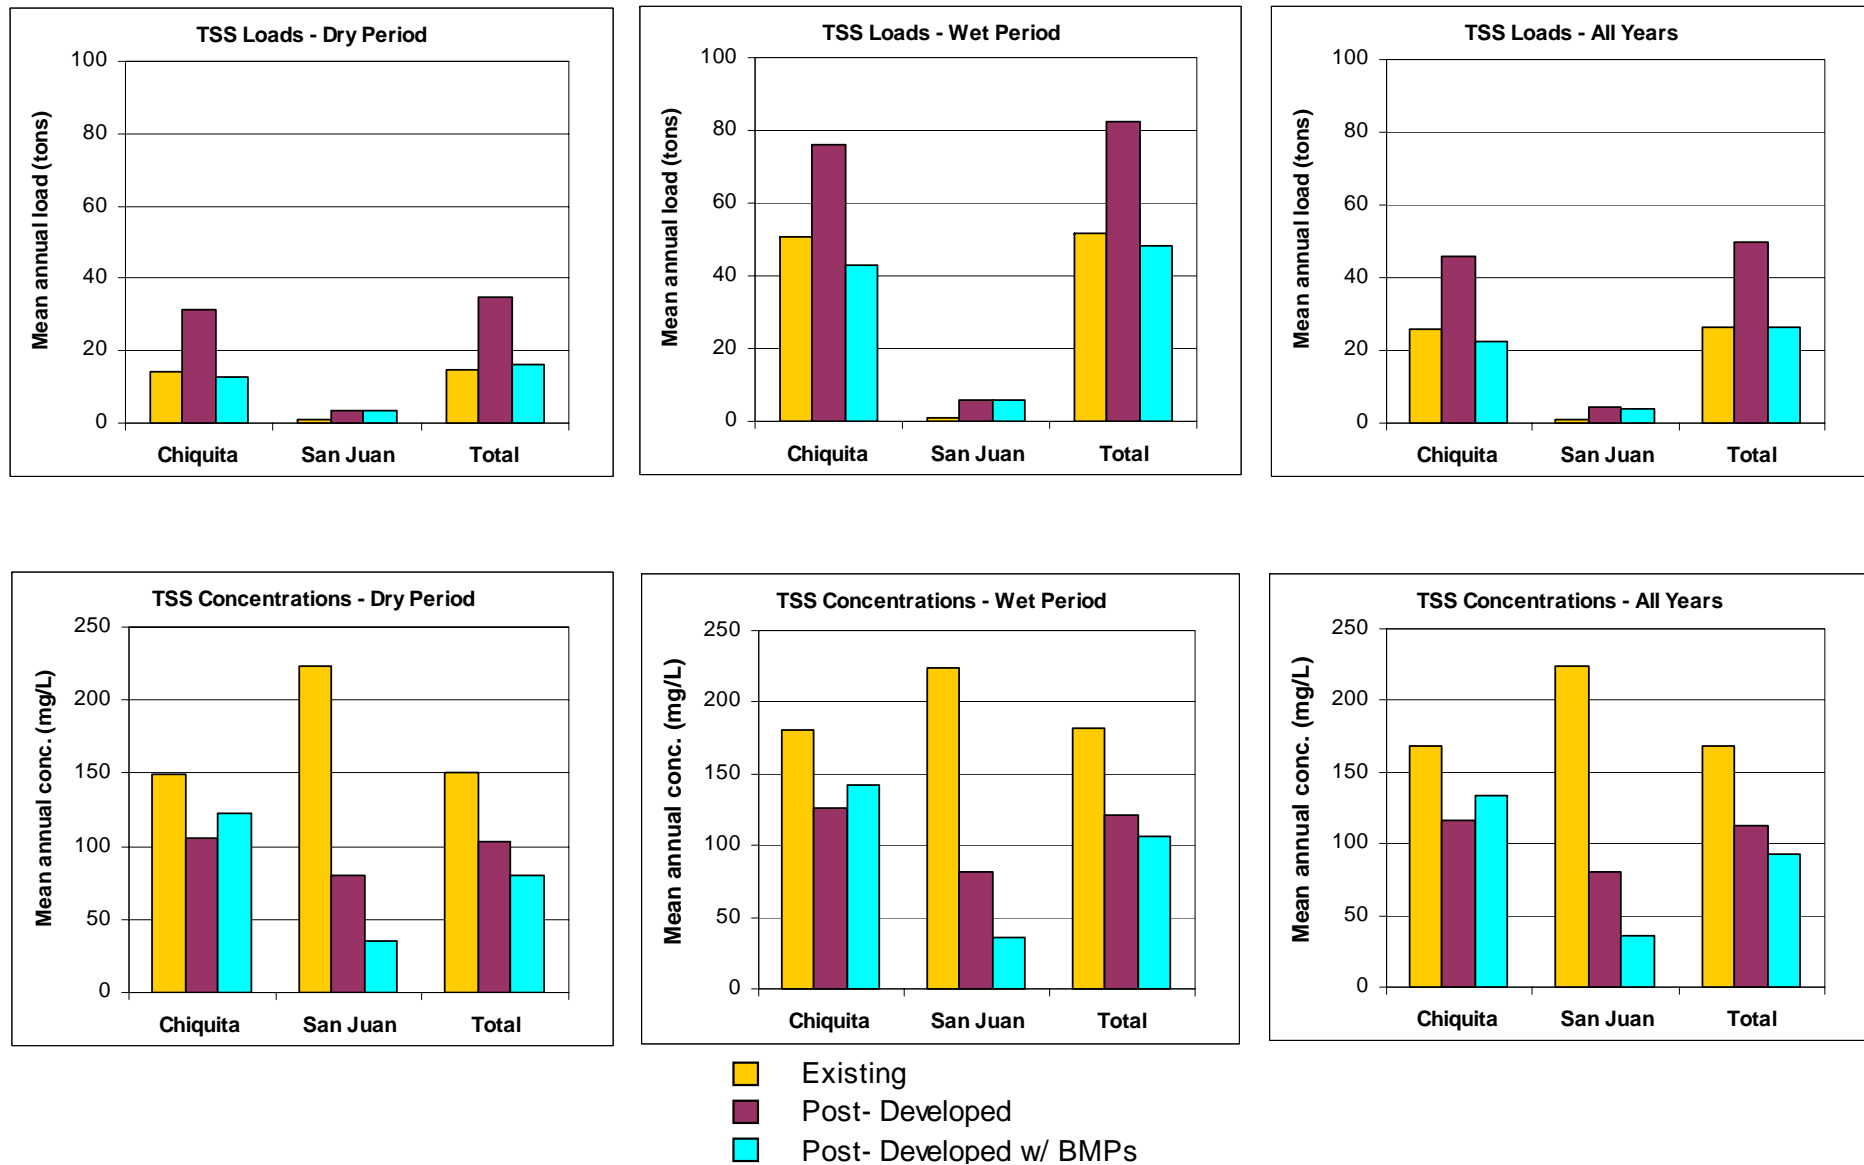 TSS Loads - Dry Period
Mean annual load (tons)
100
80
60
40
20
0
Chiquita San Juan Total
TSS Loads - Wet Period
Mean annual load (tons)
100
80
60
40
20
0
Chiquita San Juan Total
TSS Loads - All Years
Mean annual load (tons)
100
80
60
40
20
0
Chiquita San Juan Total
TSS Concentrations - Dry Period
Mean annual conc. (mg/L)
250
200
150
100
50
0
Chiquita San Juan Total
TSS Concentrations - Wet Period
Mean annual conc. (mg/L)
250
200
150
100
50
0
Chiquita San Juan Total
TSS Concentrations - All Years
Mean annual conc. (mg/L)
250
200
150
100
50
0
Chiquita San Juan Total
Existing
Post- Developed
Post- Developed w/ BMPs